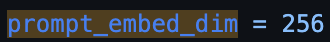 prompt_embed_dim = 256